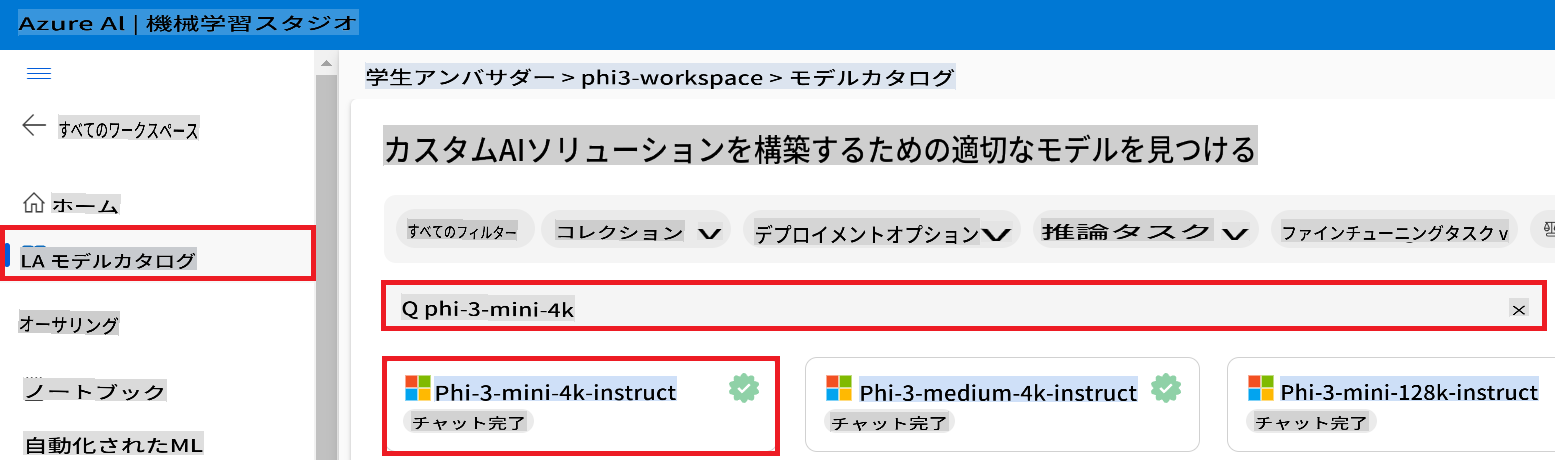 Azure AI | 機械学習スタジオ
学生アンバサダー > phi3-workspace > モデルカタログ
すべてのワークスペース
ホーム
LA モデルカタログ
オーサリング
ノートブック
自動化されたML
カスタムAIソリューションを構築するための適切なモデルを見つける
すべてのフィルター コレクション デプロイメントオプション 推論タスク ファインチューニングタスク v
Q phi-3-mini-4k ×
Phi-3-mini-4k-instruct
チャット完了
Phi-3-medium-4k-instruct
チャット完了
Phi-3-mini-128k-instruct
チャット完了